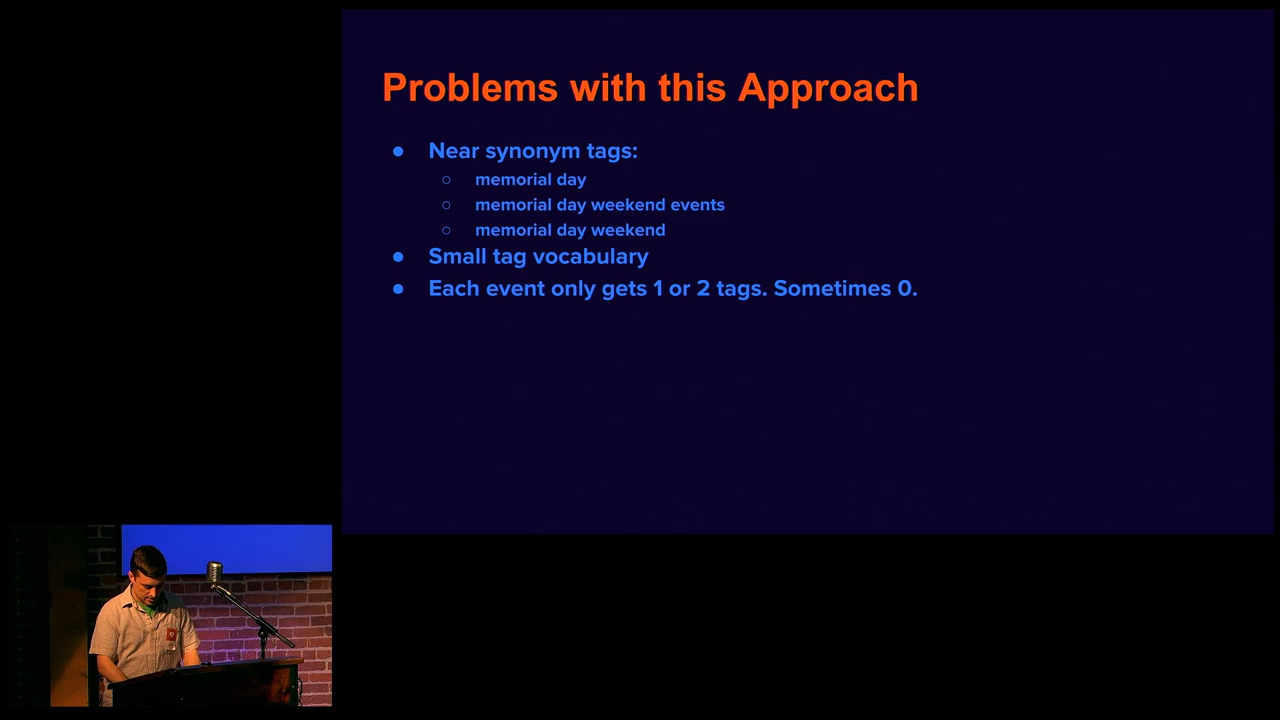 Problems with this Approach
● Near synonym tags:
○ memorial day
○ memorial day weekend events
○ memorial day weekend
● Small tag vocabulary
● Each event only gets 1 or 2 tags. Sometimes 0.